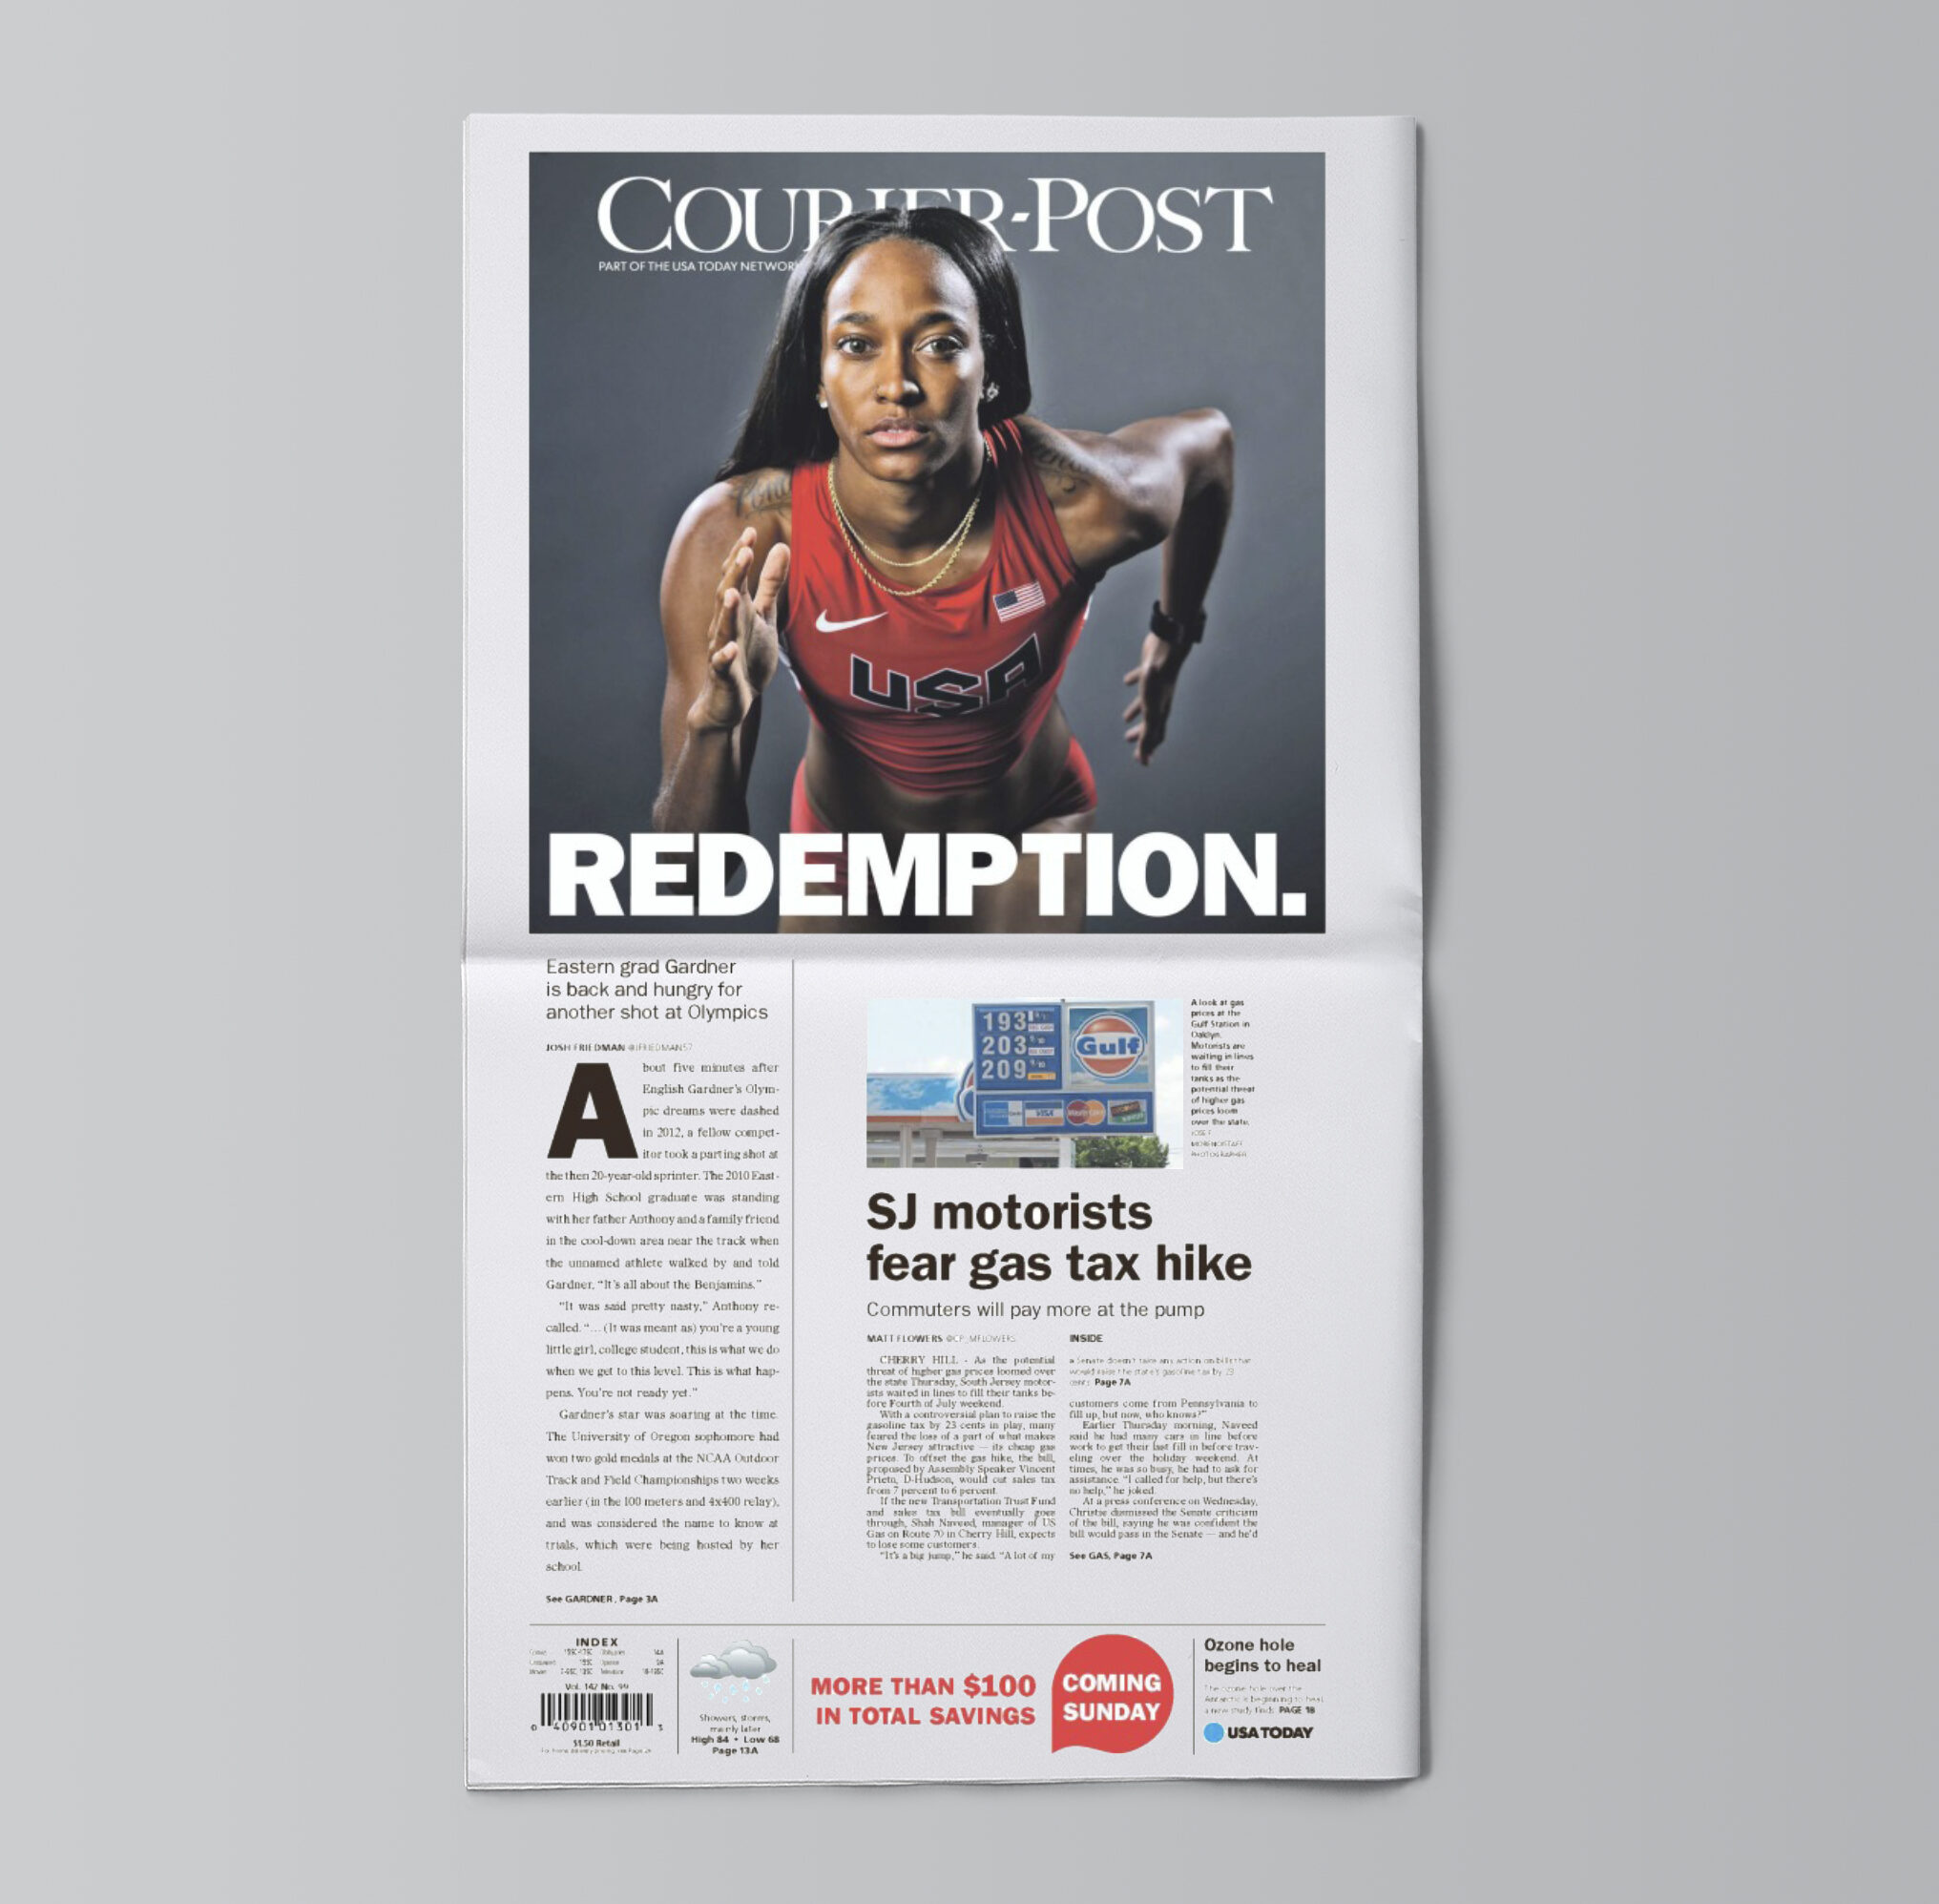 COURIER-POST
PART OF THE USA TODAY NETWORK
USA
REDEMPTION.
Eastern grad Gardner
is back and hungry for
another shot at Olympics
JOSH FRIEDMAN @JFRIEDMAN57
About five minutes after
English Gardner's Olym-
pic dreams were dashed
in 2012, a fellow compet-
itor took a parting shot at
the then 20-year-old sprinter. The 2010 East-
ern High School graduate was standing
with her father Anthony and a family friend
in the cool-down area near the track when
the unnamed athlete walked by and told
Gardner, “It's all about the Benjamins.”
“It was said pretty nasty,” Anthony re-
called. “... (It was meant as) you're a young
little girl, college student, this is what we do
when we get to this level. This is what hap-
pens. You're not ready yet.”
Gardner's star was soaring at the time.
The University of Oregon sophomore had
won two gold medals at the NCAA Outdoor
Track and Field Championships two weeks
earlier (in the 100 meters and 4x400 relay),
and was considered the name to know at
trials, which were being hosted by her
school.
See GARDNER, Page 3A
193
203
209
Gulf
VISA
MasterCard
A look at gas
prices at the
Gulf Station in
Oaklyn.
Motorists are
waiting in lines
to fill their
tanks as the
potential threat
of higher gas
prices loom
over the state.
JOSE F.
MORENO/STAFF
PHOTOGRAPHER
SJ motorists
fear gas tax hike
Commuters will pay more at the pump
MATT FLOWERS @CP_MFLOWERS
CHERRY HILL - As the potential
threat of higher gas prices loomed over
the state Thursday, South Jersey motor-
ists waited in lines to fill their tanks be-
fore Fourth of July weekend.
With a controversial plan to raise the
gasoline tax by 23 cents in play, many
feared the loss of a part of what makes
New Jersey attractive — its cheap gas
prices. To offset the gas hike, the bill,
proposed by Assembly Speaker Vincent
Prieto, D-Hudson, would cut sales tax
from 7 percent to 6 percent.
If the new Transportation Trust Fund
and sales tax bill eventually goes
through, Shah Naveed, manager of US
Gas on Route 70 in Cherry Hill, expects
to lose some customers.
“It's a big jump,” he said. “A lot of my
INSIDE
Senate doesn't take any action on bills that
would raise the state's gasoline tax by 23
cents. Page 7A
customers come from Pennsylvania to
fill up, but now, who knows?”
Earlier Thursday morning, Naveed
said he had many cars in line before
work to get their last fill in before trav-
eling over the holiday weekend. At
times, he was so busy, he had to ask for
assistance. “I called for help, but there's
no help,” he joked.
At a press conference on Wednesday,
Christie dismissed the Senate criticism
of the bill, saying he was confident the
bill would pass in the Senate — and he'd
See GAS, Page 7A
INDEX
Vol. 142 No. 99
0 40901 01301 3
$1.50 Retail
Showers, storms,
mainly later
High 84 • Low 68
Page 13A
MORE THAN $100
IN TOTAL SAVINGS
COMING
SUNDAY
Ozone hole
begins to heal
The ozone hole over the
Antarctic is beginning to heal,
a new study finds. PAGE 1B
USA TODAY